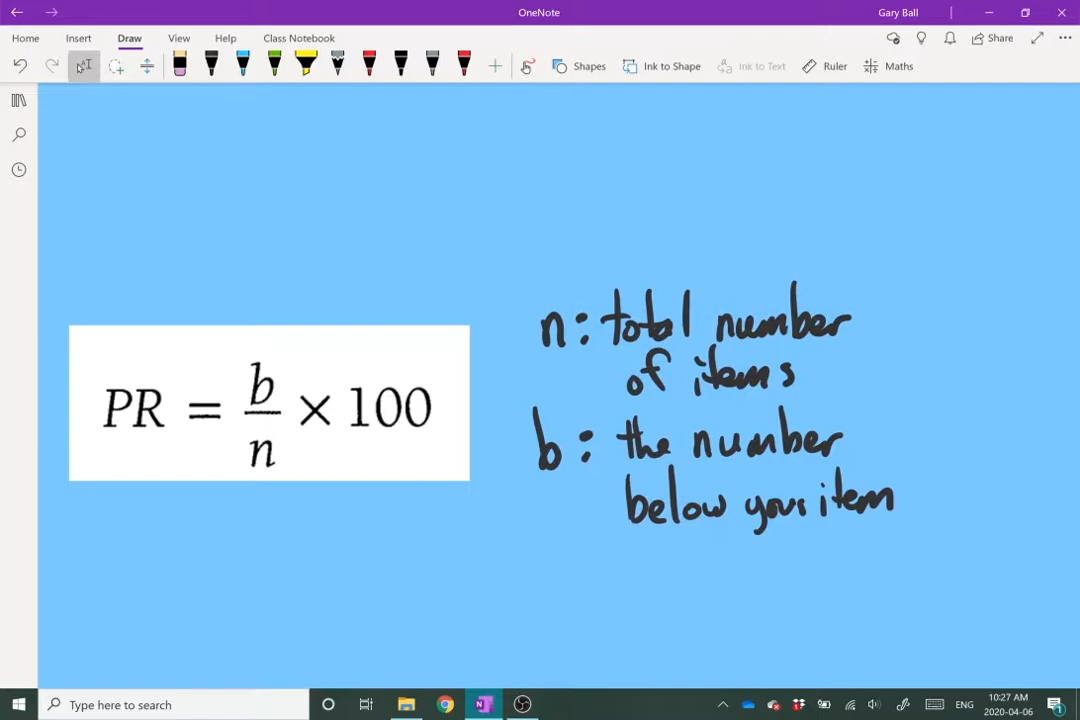 OneNote
Gary Ball
Home Insert Draw View Help Class Notebook
Share
Shapes Ink to Shape Ink to Text Ruler Maths
n: total number
of items
PR = b/n × 100
b: the number
below your item
Type here to search
ENG
10:27 AM
2020-04-06
1